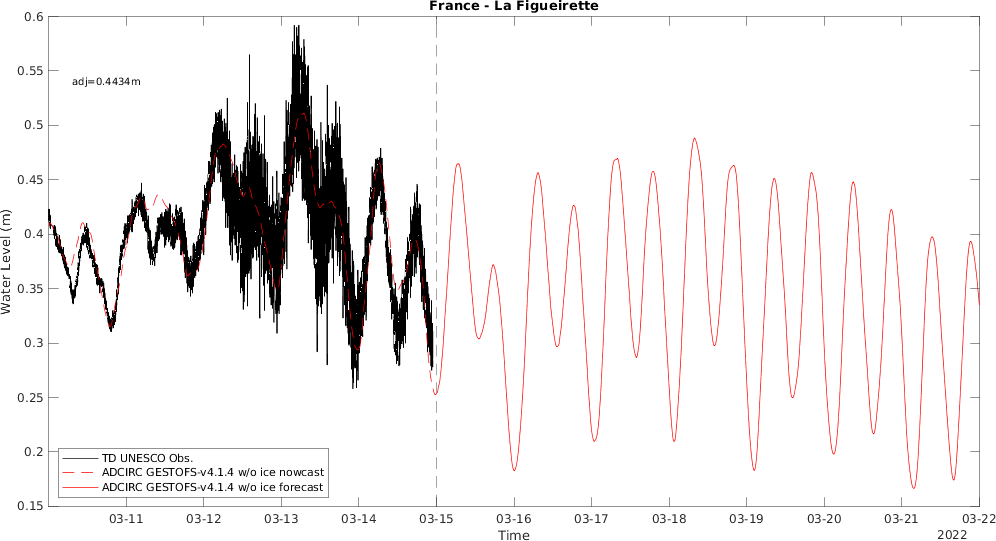 France - La Figueirette
0.6
0.55
adj=0.4434m
0.5
0.45
0.4
0.35
0.3
0.25
0.2
0.15
Water Level (m)
TD UNESCO Obs.
ADCIRC GESTOFS-v4.1.4 w/o ice nowcast
ADCIRC GESTOFS-v4.1.4 w/o ice forecast
03-11 03-12 03-13 03-14 03-15 03-16 03-17 03-18 03-19 03-20 03-21 03-22
Time
2022